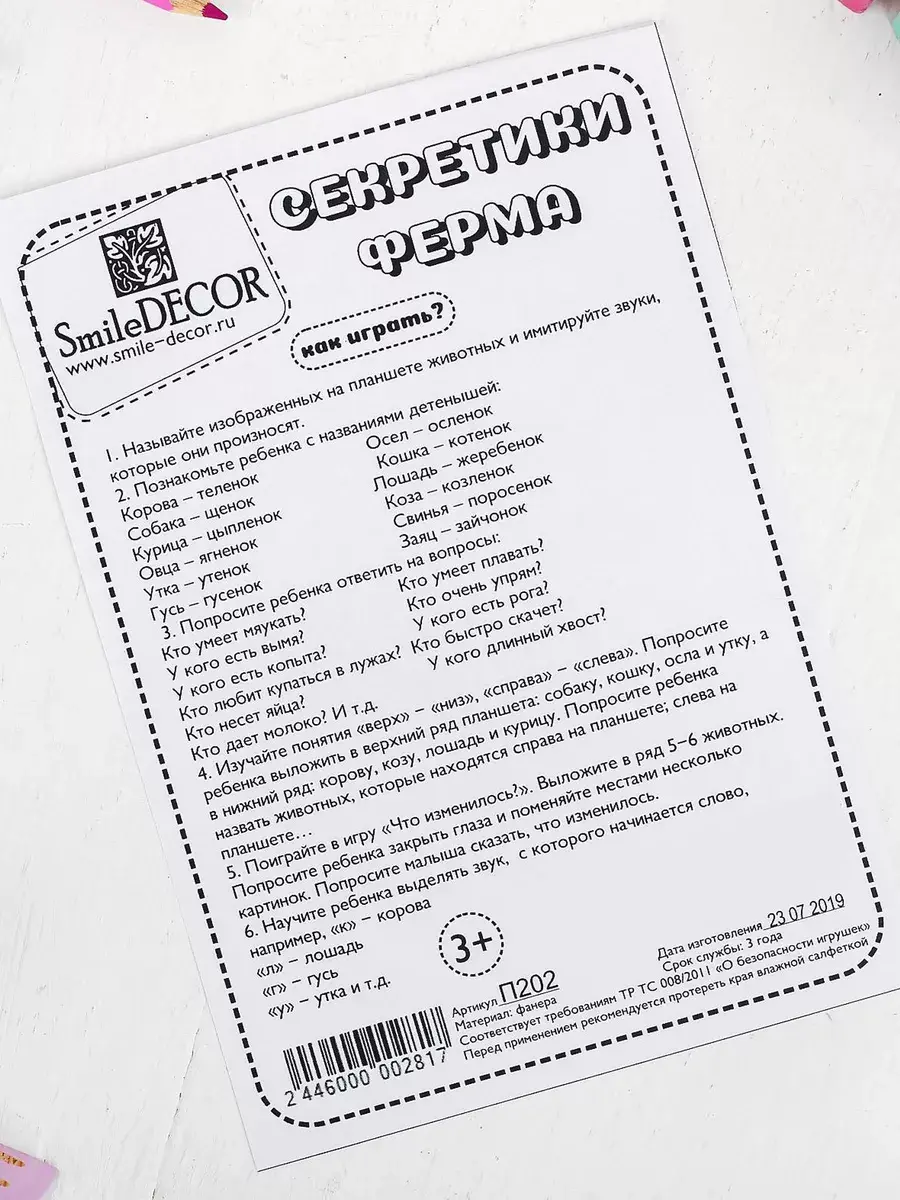 СЕКРЕТИКИ
ФЕРМА
SmileDECOR
www.smile-decor.ru
как играть?
1. Называйте изображенных на планшете животных и имитируйте звуки,
которые они произносят.
2. Познакомьте ребенка с названиями детенышей:
Корова – теленок
Собака – щенок
Курица – цыпленок
Овца – ягненок
Утка – утенок
Гусь – гусенок
Осел – осленок
Кошка – котенок
Лошадь – жеребенок
Коза – козленок
Свинья – поросенок
Заяц – зайчонок
3. Попросите ребенка ответить на вопросы:
Кто умеет мяукать?
У кого есть вымя?
У кого есть копыта?
Кто любит купаться в лужах?
Кто несет яйца?
Кто дает молоко? И т.д.
Кто умеет плавать?
Кто очень упрям?
У кого есть рога?
Кто быстро скачет?
У кого длинный хвост?
4. Изучайте понятия «верх» – «низ», «справа» – «слева». Попросите
ребенка выложить в верхний ряд планшета: собаку, кошку, осла и утку, а
в нижний ряд: корову, козу, лошадь и курицу. Попросите ребенка
назвать животных, которые находятся справа на планшете; слева на
планшете...
5. Поиграйте в игру «Что изменилось?». Выложите в ряд 5-6 животных.
Попросите ребенка закрыть глаза и поменяйте местами несколько
картинок. Попросите малыша сказать, что изменилось.
6. Научите ребенка выделять звук, с которого начинается слово,
например, «к» – корова
«л» – лошадь
«г» – гусь
«у» – утка и т.д.
3+
Артикул П202
Материал: фанера
Дата изготовления 23 07 2019
Срок службы: 3 года
Соответствует требованиям ТР ТС 008/2011 «О безопасности игрушек»
Перед применением рекомендуется протереть края влажной салфеткой
2 446000 002817